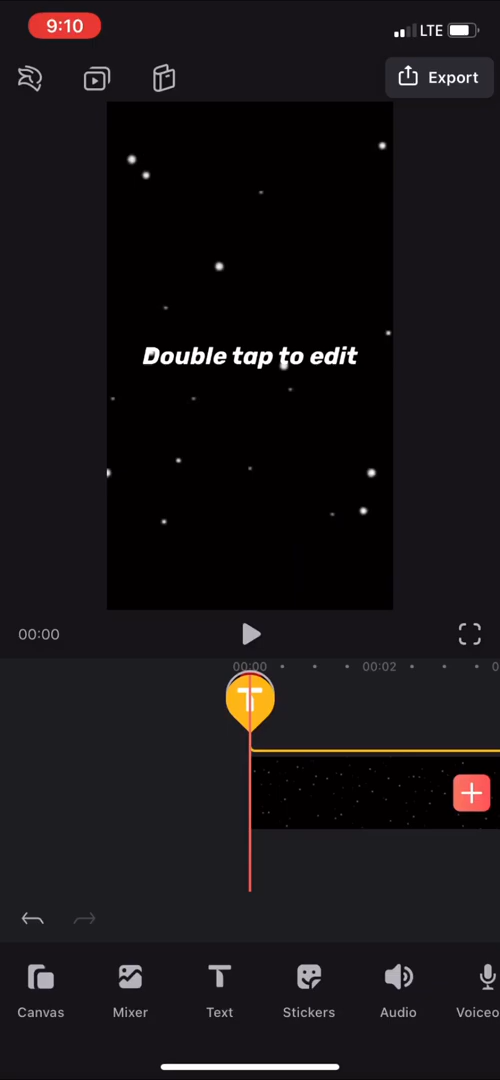 9:10
LTE
Export
Double tap to edit
00:00
00:00
00:02
T
Canvas
Mixer
Text
Stickers
Audio
Voiceo